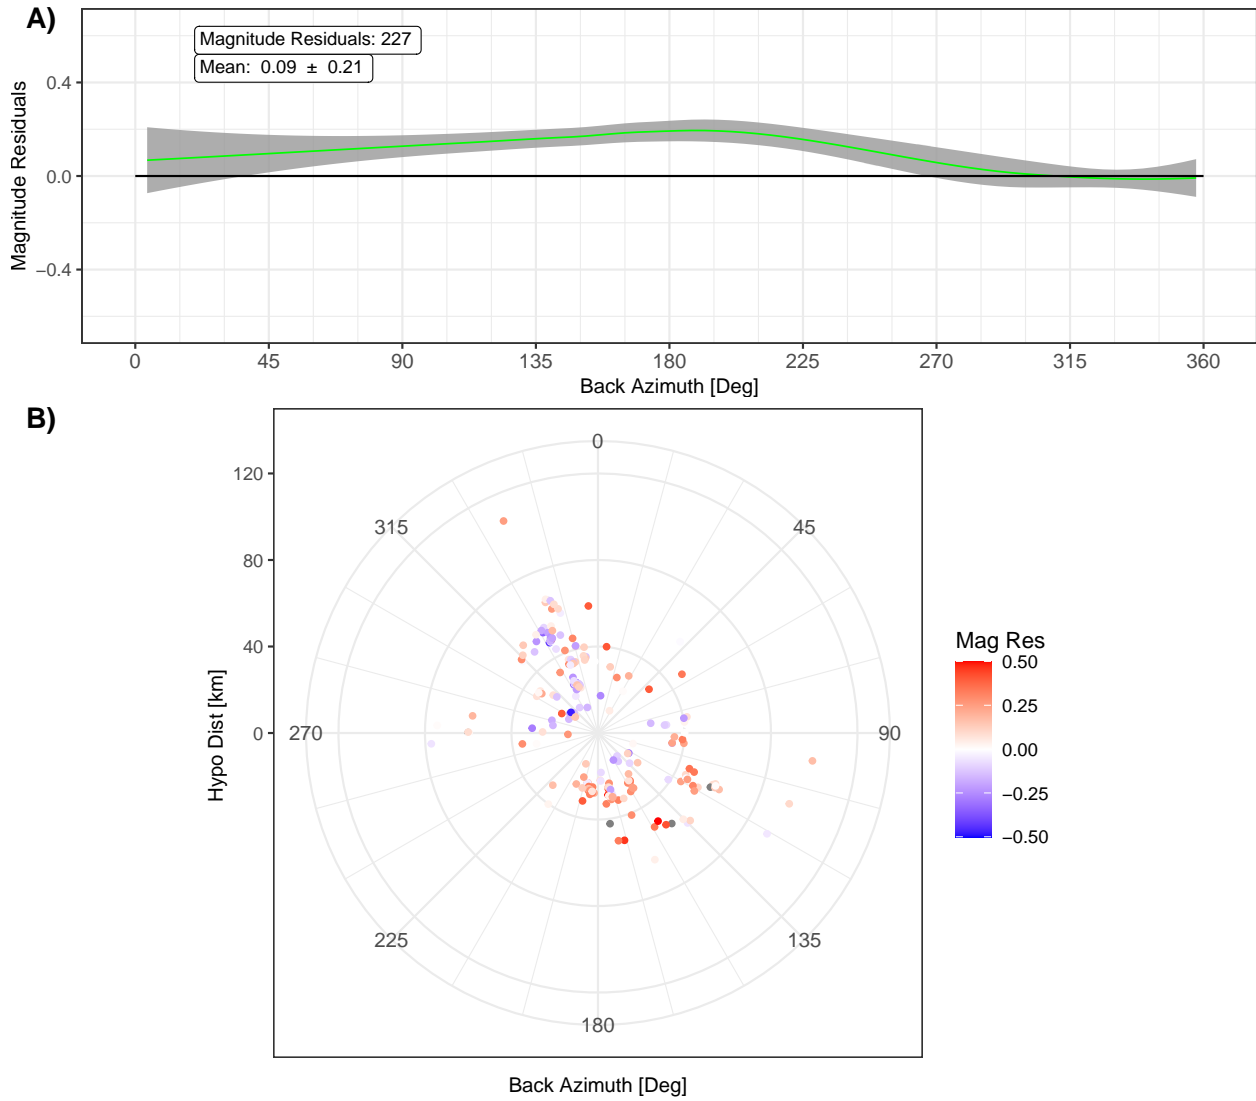 A)
Magnitude Residuals: 227
Mean:  0.09  ±  0.21
Magnitude Residuals
0.4
0.0
−0.4
0 45 90 135 180 225 270 315 360
Back Azimuth [Deg]
B)
Hypo Dist [km]
120
80
40
0
0
45
90
135
180
225
270
315
Back Azimuth [Deg]
Mag Res
0.50
0.25
0.00
−0.25
−0.50